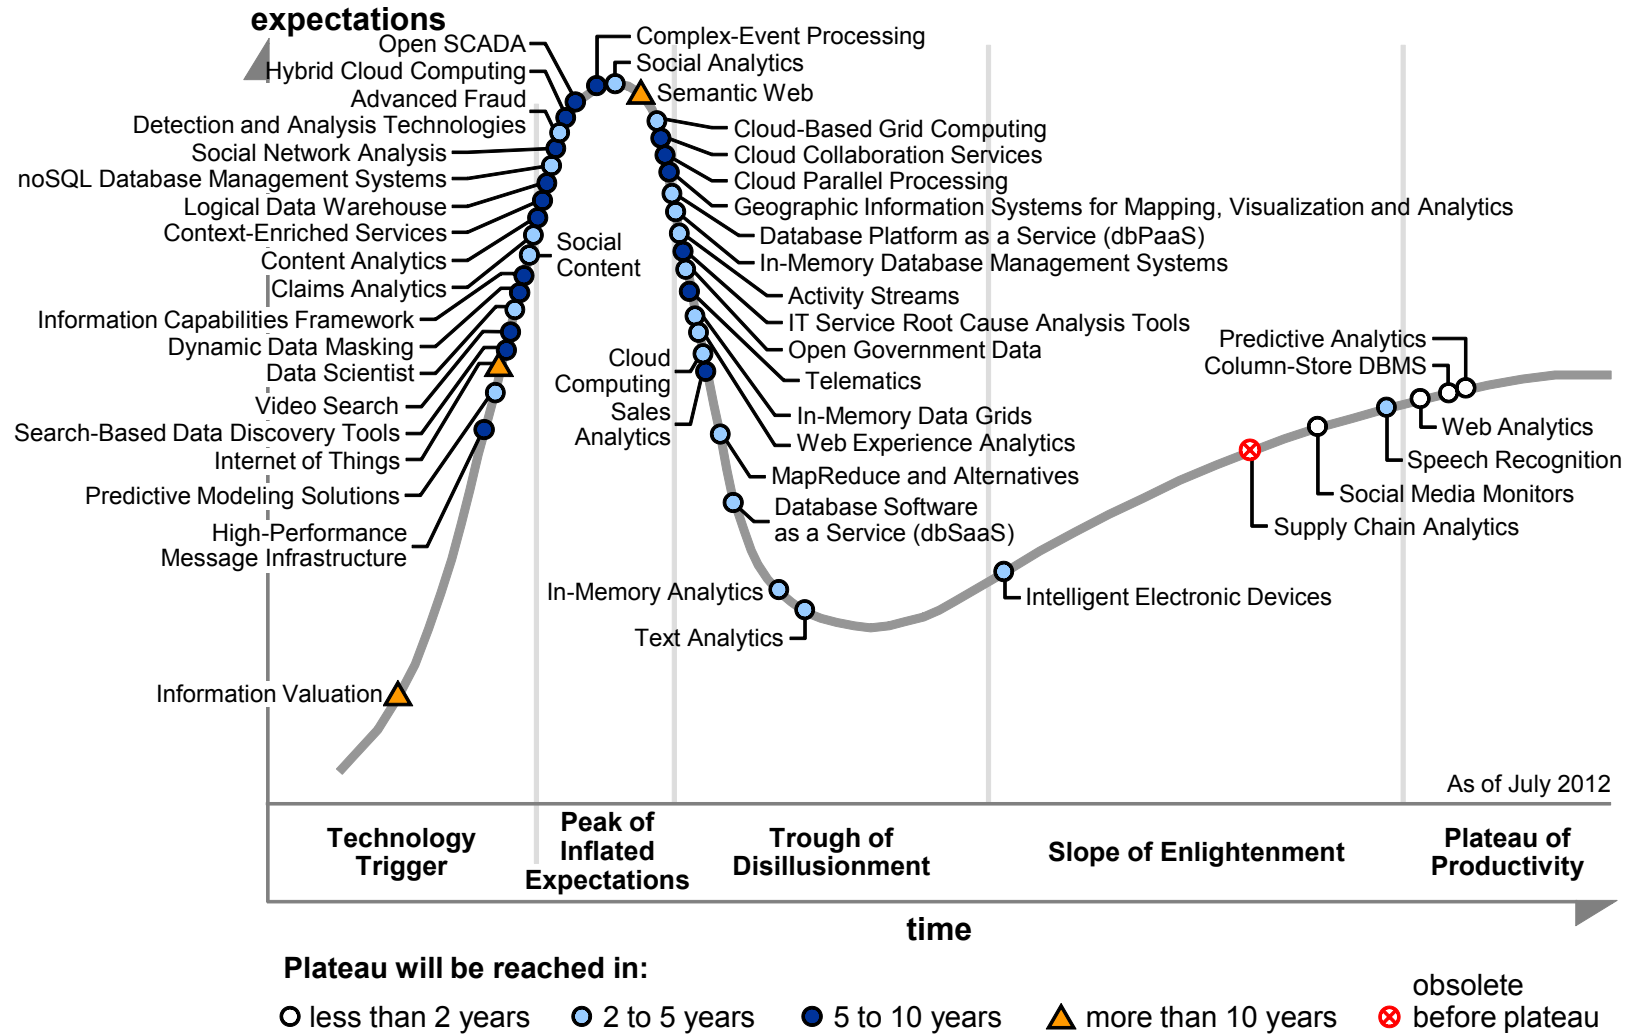 expectations
Open SCADA
Hybrid Cloud Computing
Advanced Fraud
Detection and Analysis Technologies
Social Network Analysis
noSQL Database Management Systems
Logical Data Warehouse
Context-Enriched Services
Content Analytics
Claims Analytics
Information Capabilities Framework
Dynamic Data Masking
Data Scientist
Video Search
Search-Based Data Discovery Tools
Internet of Things
Predictive Modeling Solutions
High-Performance
Message Infrastructure
Information Valuation
Social
Content
Complex-Event Processing
Social Analytics
Semantic Web
Cloud-Based Grid Computing
Cloud Collaboration Services
Cloud Parallel Processing
Geographic Information Systems for Mapping, Visualization and Analytics
Database Platform as a Service (dbPaaS)
In-Memory Database Management Systems
Activity Streams
IT Service Root Cause Analysis Tools
Open Government Data
Telematics
In-Memory Data Grids
Web Experience Analytics
Cloud
Computing
Sales
Analytics
MapReduce and Alternatives
Database Software
as a Service (dbSaaS)
In-Memory Analytics
Text Analytics
Intelligent Electronic Devices
Predictive Analytics
Column-Store DBMS
Web Analytics
Speech Recognition
Social Media Monitors
Supply Chain Analytics
As of July 2012
Technology
Trigger
Peak of
Inflated
Expectations
Trough of
Disillusionment
Slope of Enlightenment
Plateau of
Productivity
time
Plateau will be reached in:
less than 2 years
2 to 5 years
5 to 10 years
more than 10 years
obsolete
before plateau